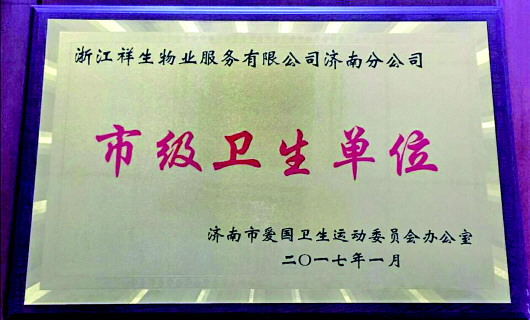 浙江祥生物业服务有限公司济南分公司
市级卫生单位
济南市爱国卫生运动委员会办公室
二〇一七年一月